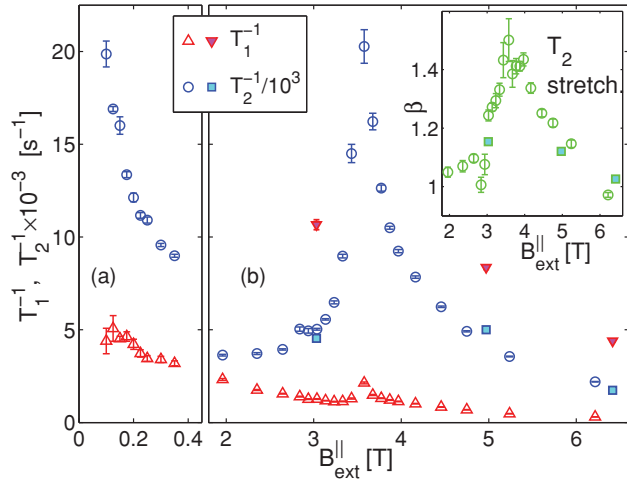 T₁⁻¹, T₂⁻¹×10⁻³ [s⁻¹]
20
15
10
5
0
(a)
0
0.2
0.4
T₁⁻¹
T₂⁻¹/10³
(b)
2
3
4
5
6
B_ext^|| [T]
T₂
stretch.
β
1.4
1.2
1
2
3
4
5
6
B_ext^|| [T]